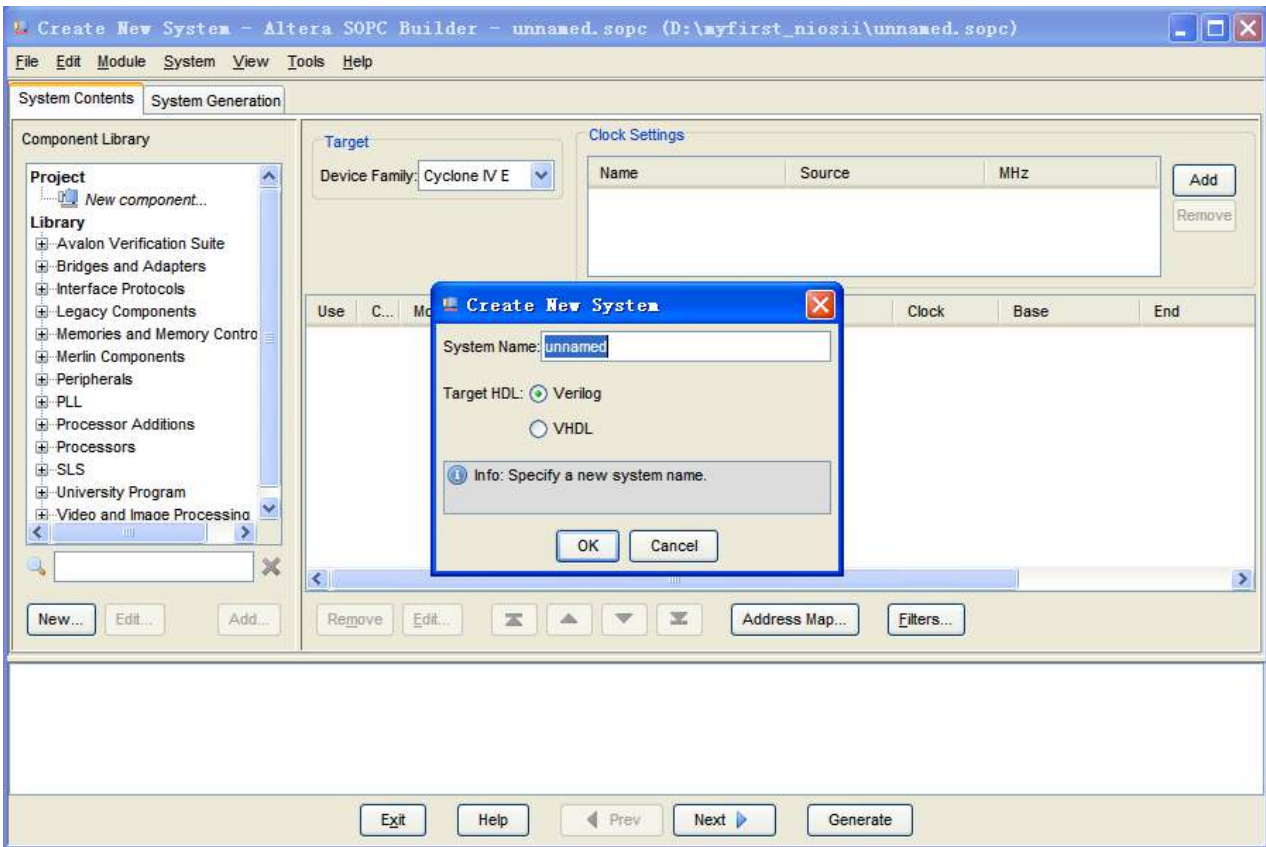 Create New System - Altera SOPC Builder - unnamed.sopc (D:\myfirst_niosii\unnamed.sopc)
File Edit Module System View Tools Help
System Contents System Generation
Component Library
Project
New component...
Library
Avalon Verification Suite
Bridges and Adapters
Interface Protocols
Legacy Components
Memories and Memory Contro
Merlin Components
Peripherals
PLL
Processor Additions
Processors
SLS
University Program
Video and Image Processing
New... Edit... Add...
Target
Device Family: Cyclone IV E
Clock Settings
Name Source MHz
Add
Remove
Use C... Mo Clock Base End
Create New System
System Name: unnamed
Target HDL: Verilog
VHDL
Info: Specify a new system name.
OK Cancel
Remove Edit... Address Map... Filters...
Exit Help Prev Next Generate